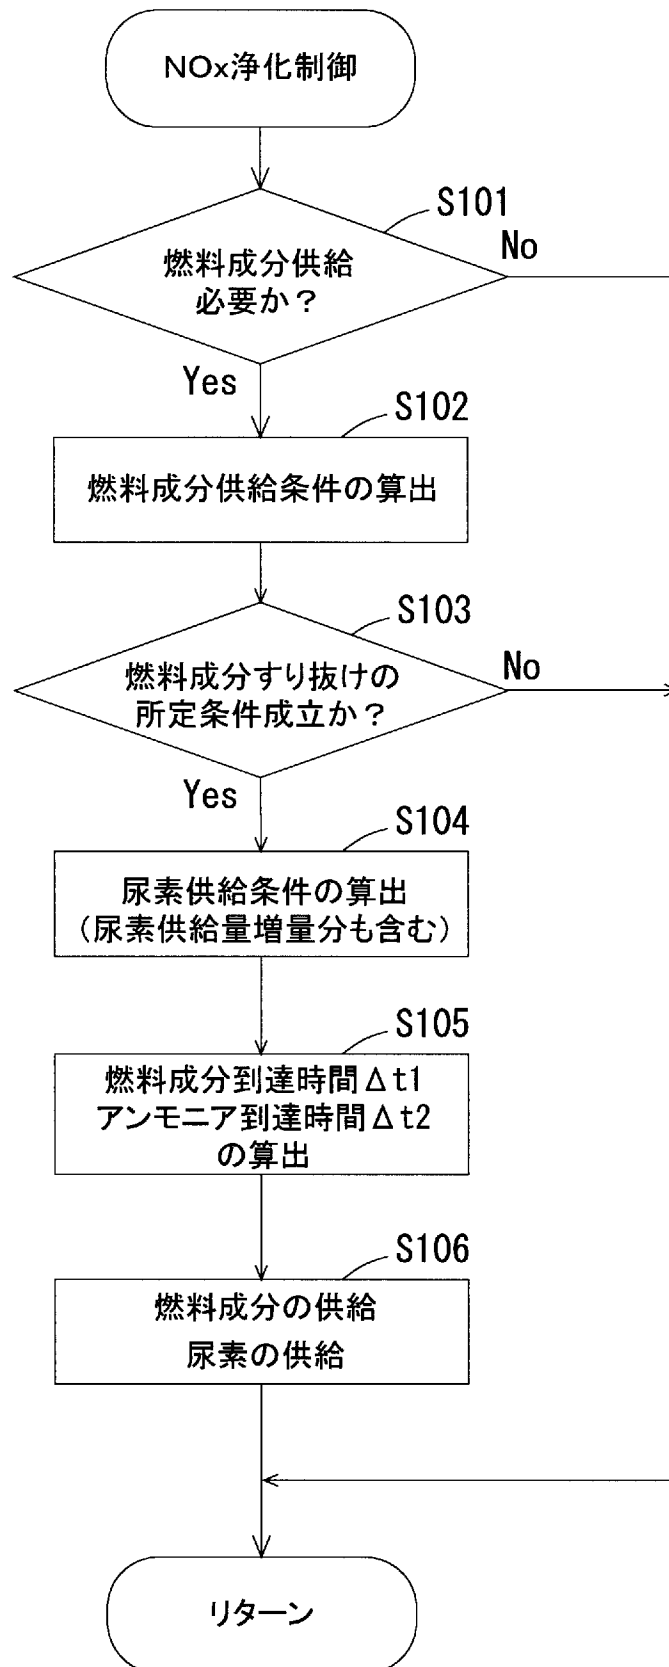 NOx浄化制御
S101
燃料成分供給
必要か？
No
Yes
S102
燃料成分供給条件の算出
S103
燃料成分すり抜けの
所定条件成立か？
No
Yes
S104
尿素供給条件の算出
（尿素供給量増量分も含む）
S105
燃料成分到達時間Δt1
アンモニア到達時間Δt2
の算出
S106
燃料成分の供給
尿素の供給
リターン